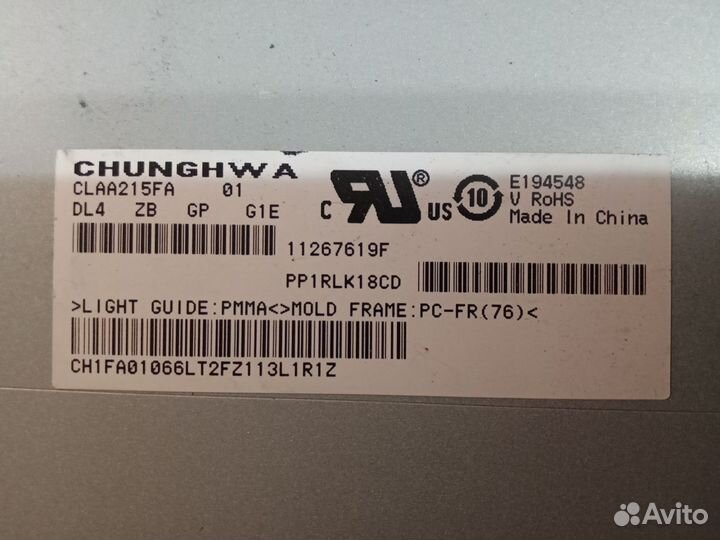 CHUNGHWA
CLAA215FA 01
DL4 ZB GP G1E
C RU ® US
10
E194548
V RoHS
Made In China
11267619F
PP1RLK18CD
>LIGHT GUIDE:PMMA<>MOLD FRAME:PC-FR(76)<
CH1FA01066LT2FZ113L1R1Z
Avito